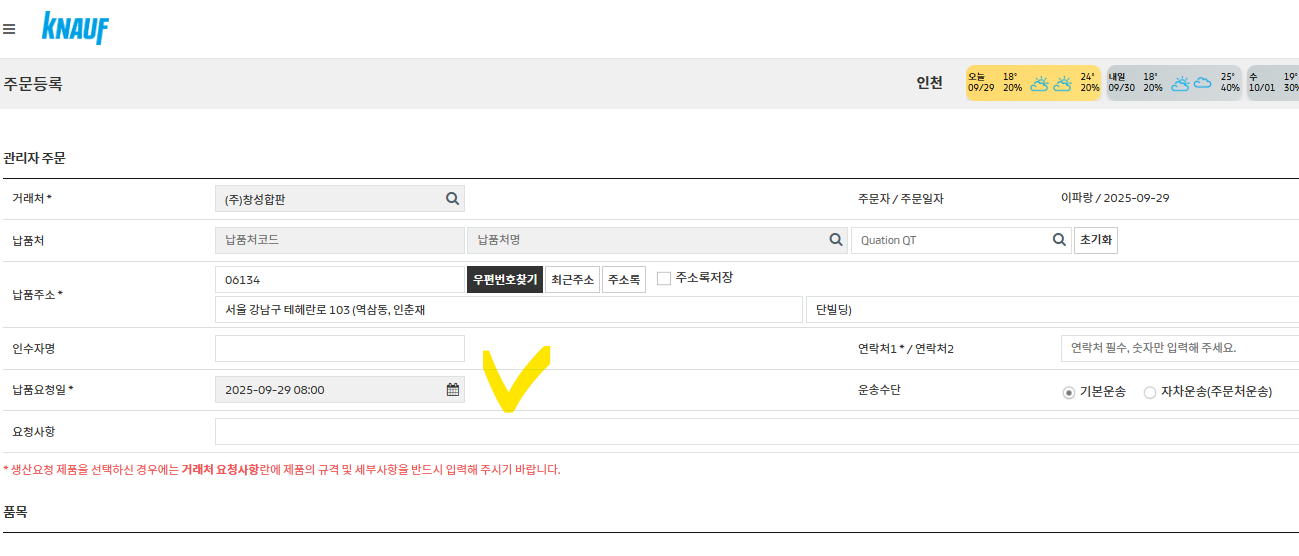 KNAUF
주문등록
인천
오늘 18° 24°
09/29 20% 20%
내일 18° 25°
09/30 20% 40%
수 19°
10/01 30%
관리자 주문
거래처 * (주)창성합판 주문자 / 주문일자 이파랑 / 2025-09-29
납품처 납품처코드 납품처명 Quation QT 초기화
납품주소 * 06134 우편번호찾기 최근주소 주소록 주소록저장
서울 강남구 테헤란로 103 (역삼동, 인춘재 단빌딩)
인수자명 연락처1 * / 연락처2 연락처 필수, 숫자만 입력해 주세요.
납품요청일 * 2025-09-29 08:00 운송수단 기본운송 자차운송(주문처운송)
요청사항
* 생산요청 제품을 선택하신 경우에는 거래처 요청사항란에 제품의 규격 및 세부사항을 반드시 입력해 주시기 바랍니다.
품목